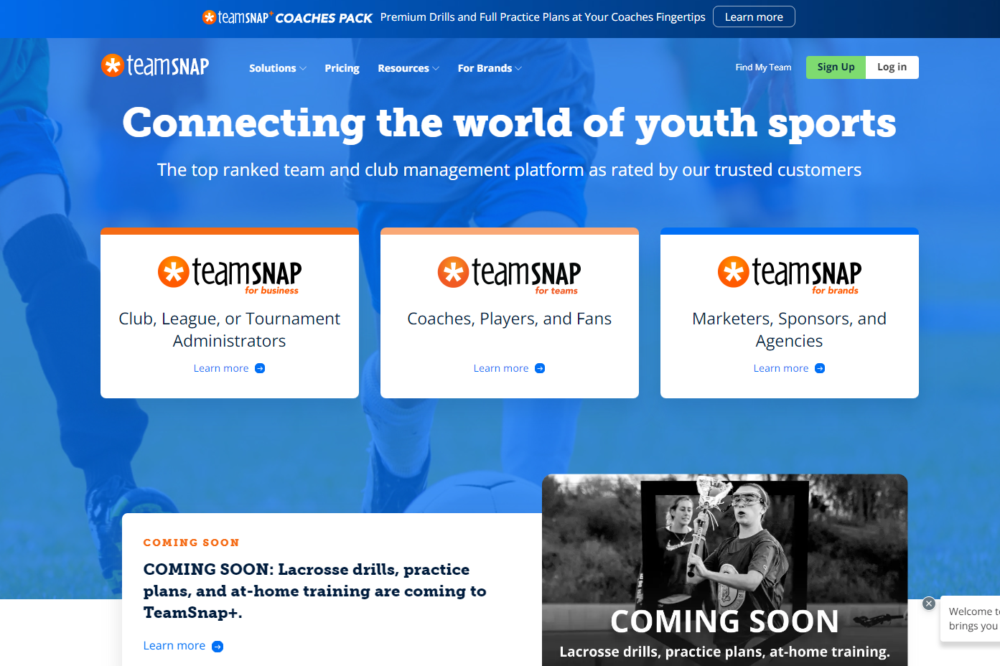 teamSNAP+ COACHES PACK Premium Drills and Full Practice Plans at Your Coaches Fingertips Learn more
teamSNAP Solutions Pricing Resources For Brands Find My Team Sign Up Log in
Connecting the world of youth sports
The top ranked team and club management platform as rated by our trusted customers
teamSNAP
for business
Club, League, or Tournament
Administrators
Learn more
teamSNAP
for teams
Coaches, Players, and Fans
Learn more
teamSNAP
for brands
Marketers, Sponsors, and
Agencies
Learn more
COMING SOON
COMING SOON: Lacrosse drills, practice
plans, and at-home training are coming to
TeamSnap+.
Learn more
COMING SOON
Lacrosse drills, practice plans, at-home training.
Welcome
brings you